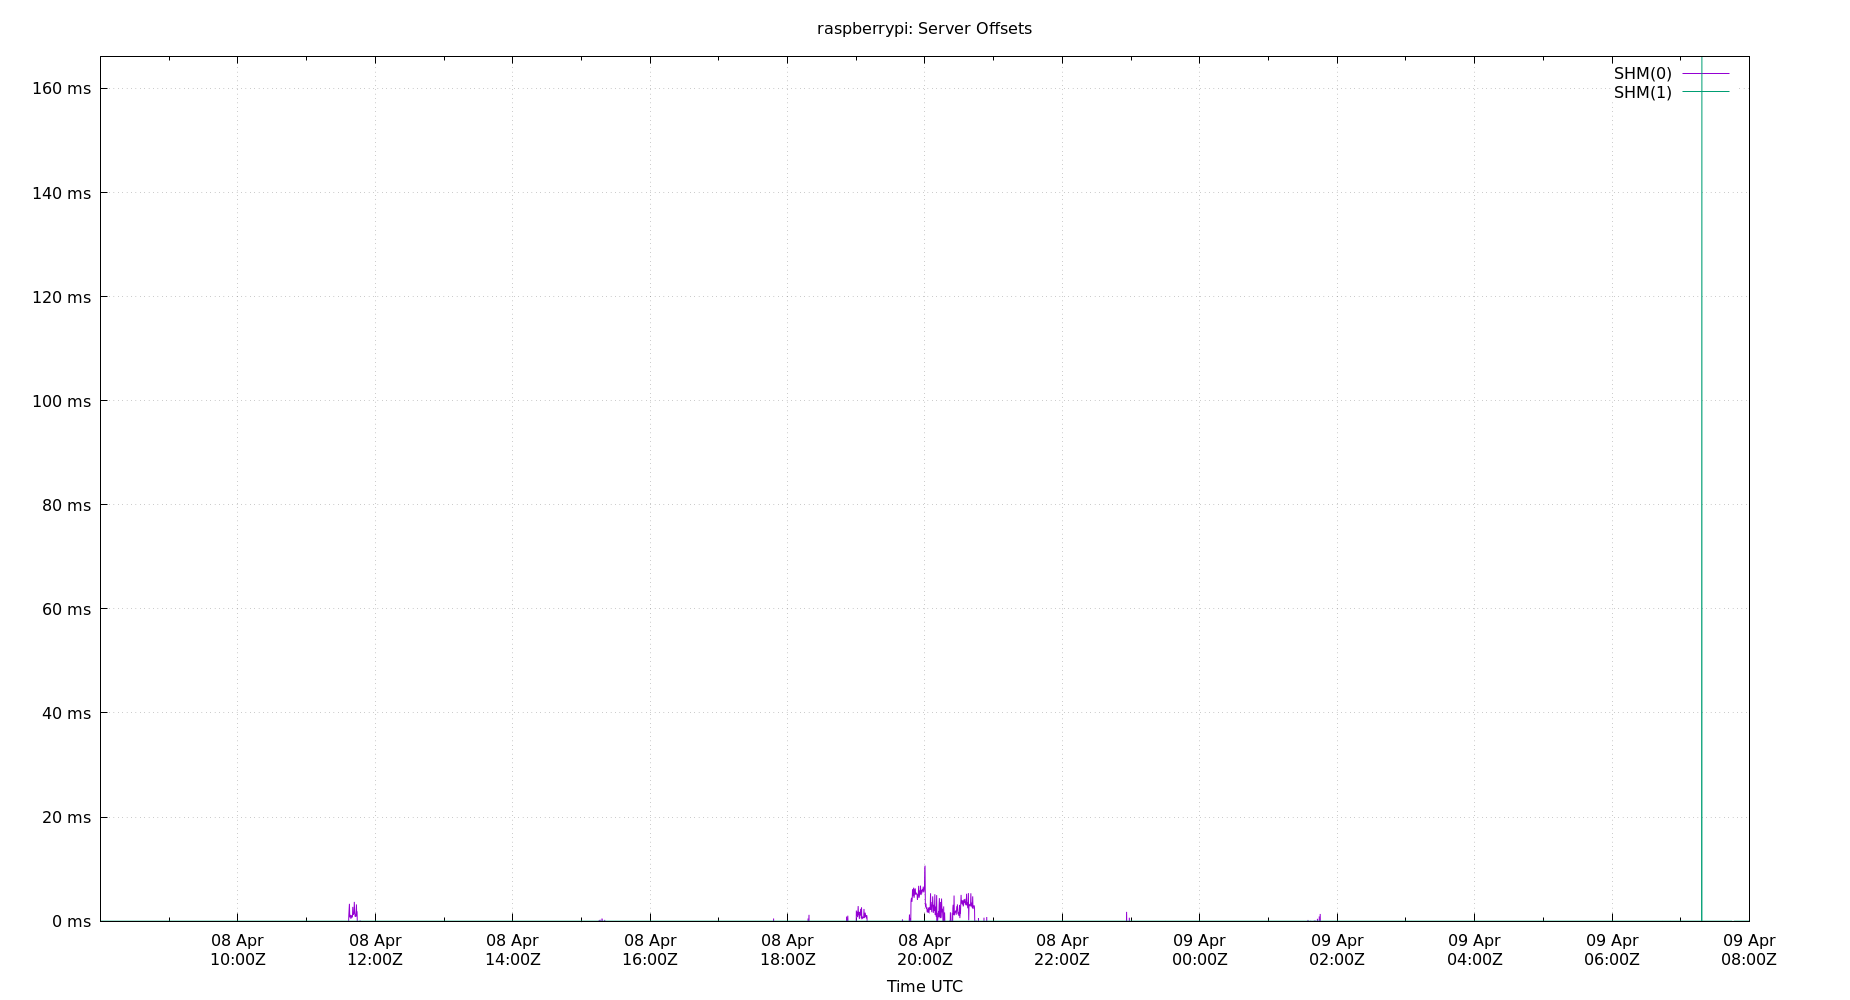 raspberrypi: Server Offsets
SHM(0)
SHM(1)
160 ms
140 ms
120 ms
100 ms
80 ms
60 ms
40 ms
20 ms
0 ms
08 Apr 08 Apr 08 Apr 08 Apr 08 Apr 08 Apr 08 Apr 09 Apr 09 Apr 09 Apr 09 Apr 09 Apr
10:00Z 12:00Z 14:00Z 16:00Z 18:00Z 20:00Z 22:00Z 00:00Z 02:00Z 04:00Z 06:00Z 08:00Z
Time UTC